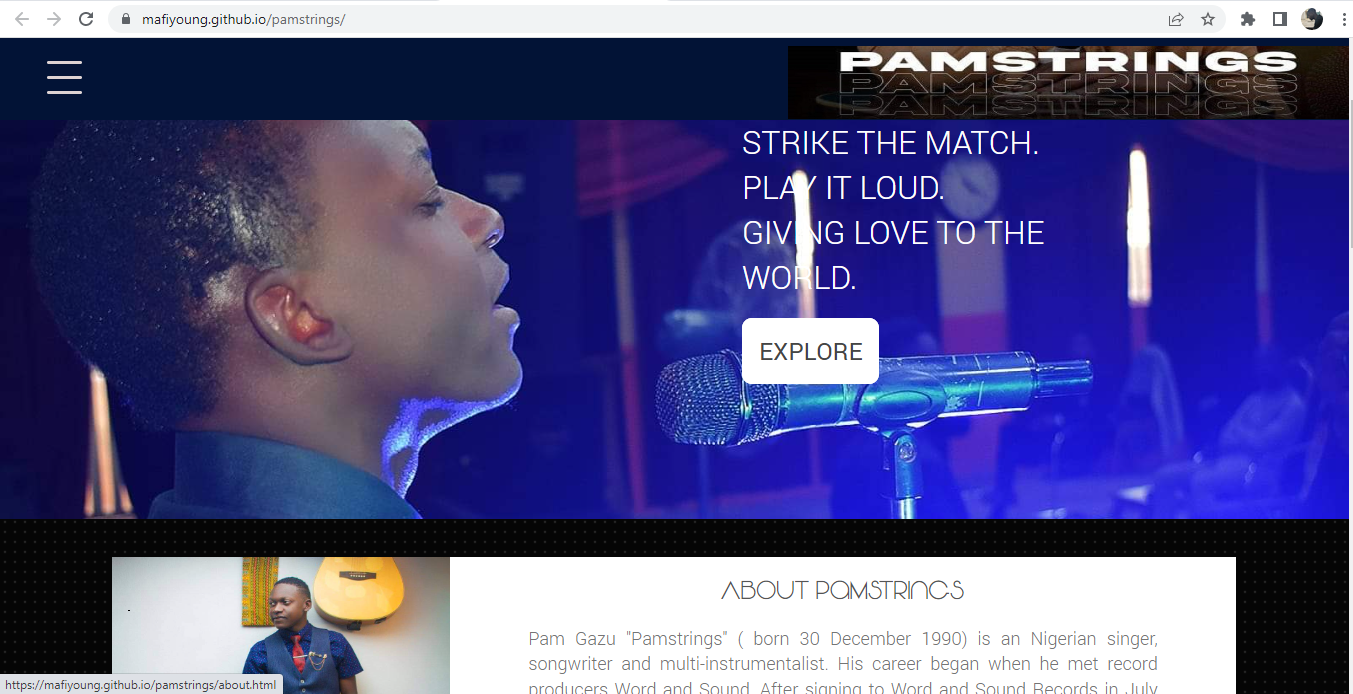 mafiyoung.github.io/pamstrings/
PAMSTRINGS
PAMSTRINGS
PAMSTRINGS
STRIKE THE MATCH.
PLAY IT LOUD.
GIVING LOVE TO THE
WORLD.
EXPLORE
ABOUT PAMSTRINGS
Pam Gazu "Pamstrings" ( born 30 December 1990) is an Nigerian singer,
songwriter and multi-instrumentalist. His career began when he met record
producers Word and Sound. After signing to Word and Sound Records in July
https://mafiyoung.github.io/pamstrings/about.html